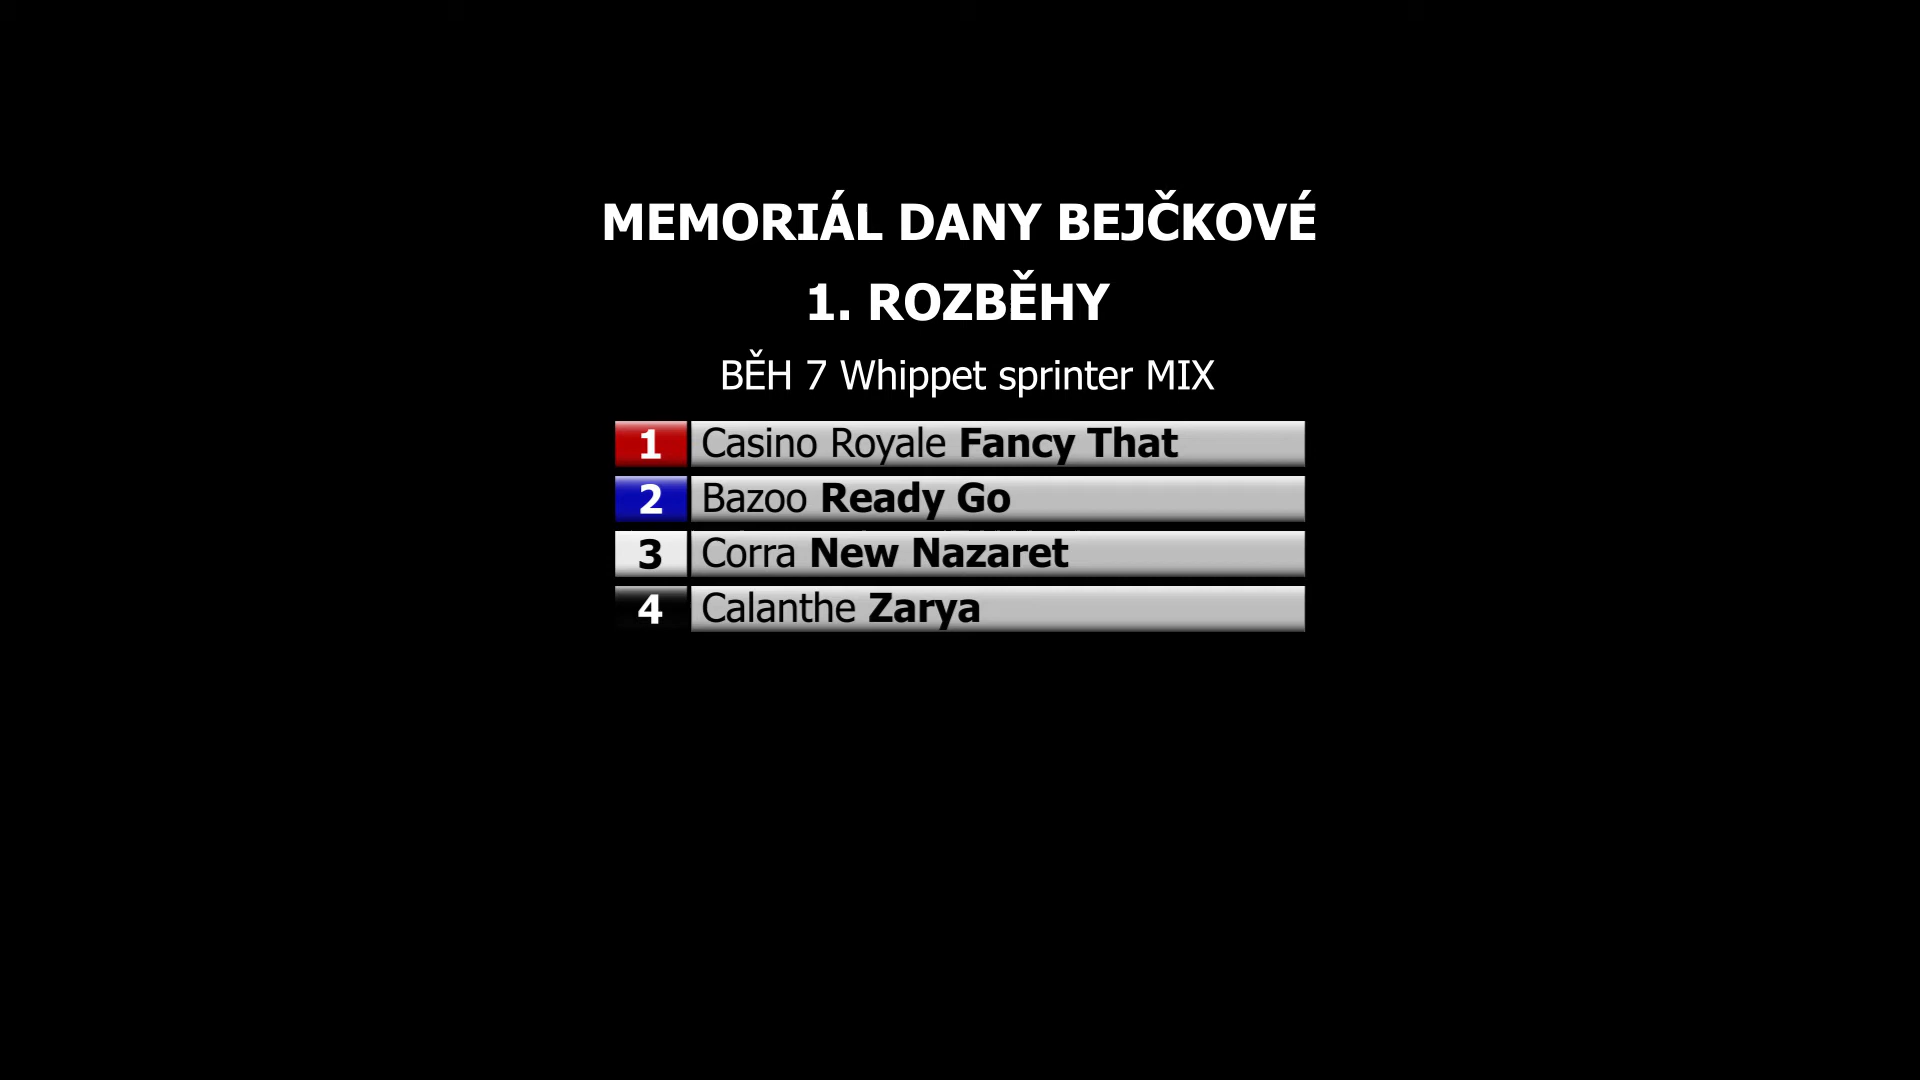 MEMORIÁL DANY BEJČKOVÉ
1. ROZBĚHY
BĚH 7 Whippet sprinter MIX
1 Casino Royale Fancy That
2 Bazoo Ready Go
3 Corra New Nazaret
4 Calanthe Zarya